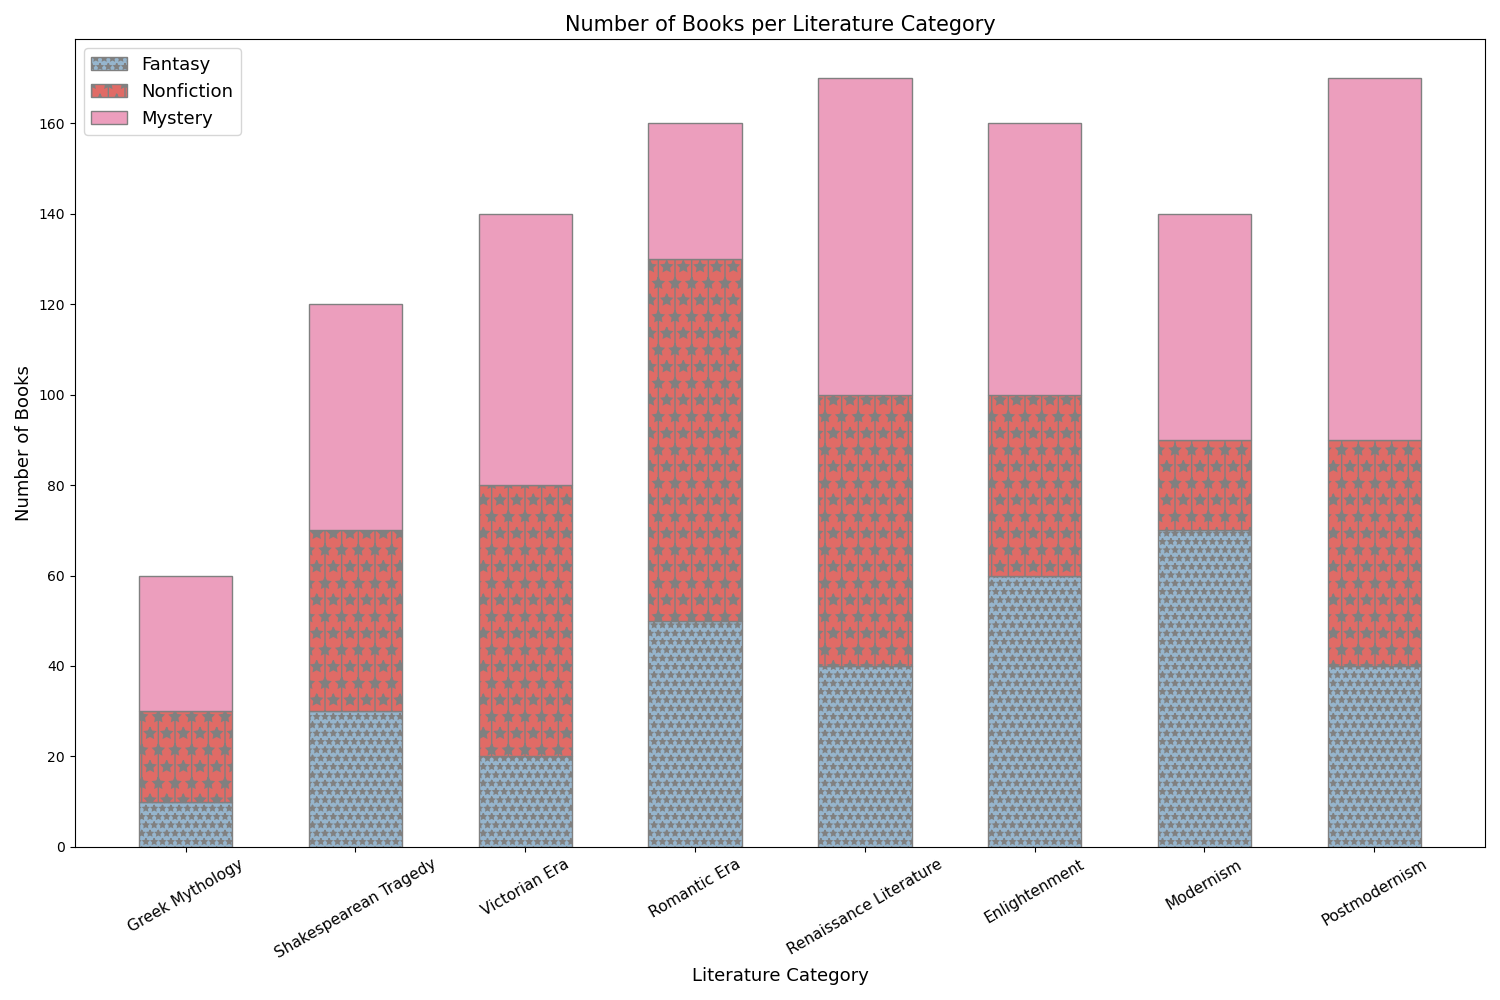 Number of Books per Literature Category
Fantasy
Nonfiction
Mystery
160
140
120
100
80
60
40
20
0
Number of Books
Greek Mythology
Shakespearean Tragedy
Victorian Era
Romantic Era
Renaissance Literature
Enlightenment
Modernism
Postmodernism
Literature Category